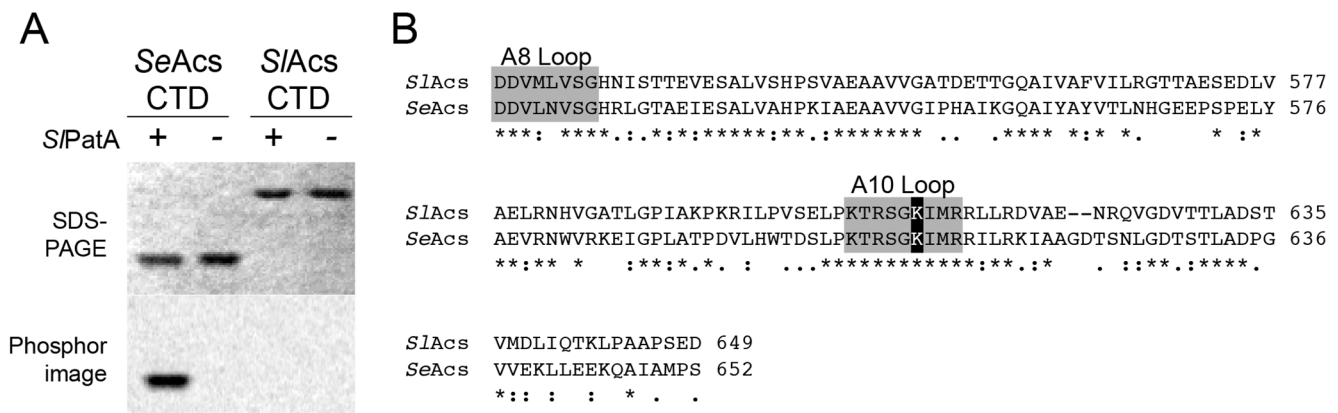 A
SeAcs CTD
SlAcs CTD
SlPatA + - + -
SDS-PAGE
Phosphor image
B
A8 Loop
SlAcs DDVMLVSGHNISTTEVESALVSHPSVAEAAVVGATDETTGQAIVAFVILRGTTAESEDLV 577
SeAcs DDVLNVSGHRLGTAEIESALVAHPKIAEAAVVGIPHAIKGQAIYAYVTLNHGEEPSPELY 576
***: ****.:.*:*:*****:**.:******* .. . **** *:* *. * :*
A10 Loop
SlAcs AELRNHVGATLGPIAKPKRILPVSELPKTRSGKIMRRLLRDVAE--NRQVGDVTTLADST 635
SeAcs AEVRNWVRKEIGPLATPDVLHWTDSLPKTRSGKIMRRILRKIAAGDTSNLGDTSTLADPG 636
**:** * :**:*.*. : ...************:**.:* . ::**.:****.
SlAcs VMDLIQTKLPAAPSED 649
SeAcs VVEKLLEEKQAIAMPS 652
*:: : : * . .